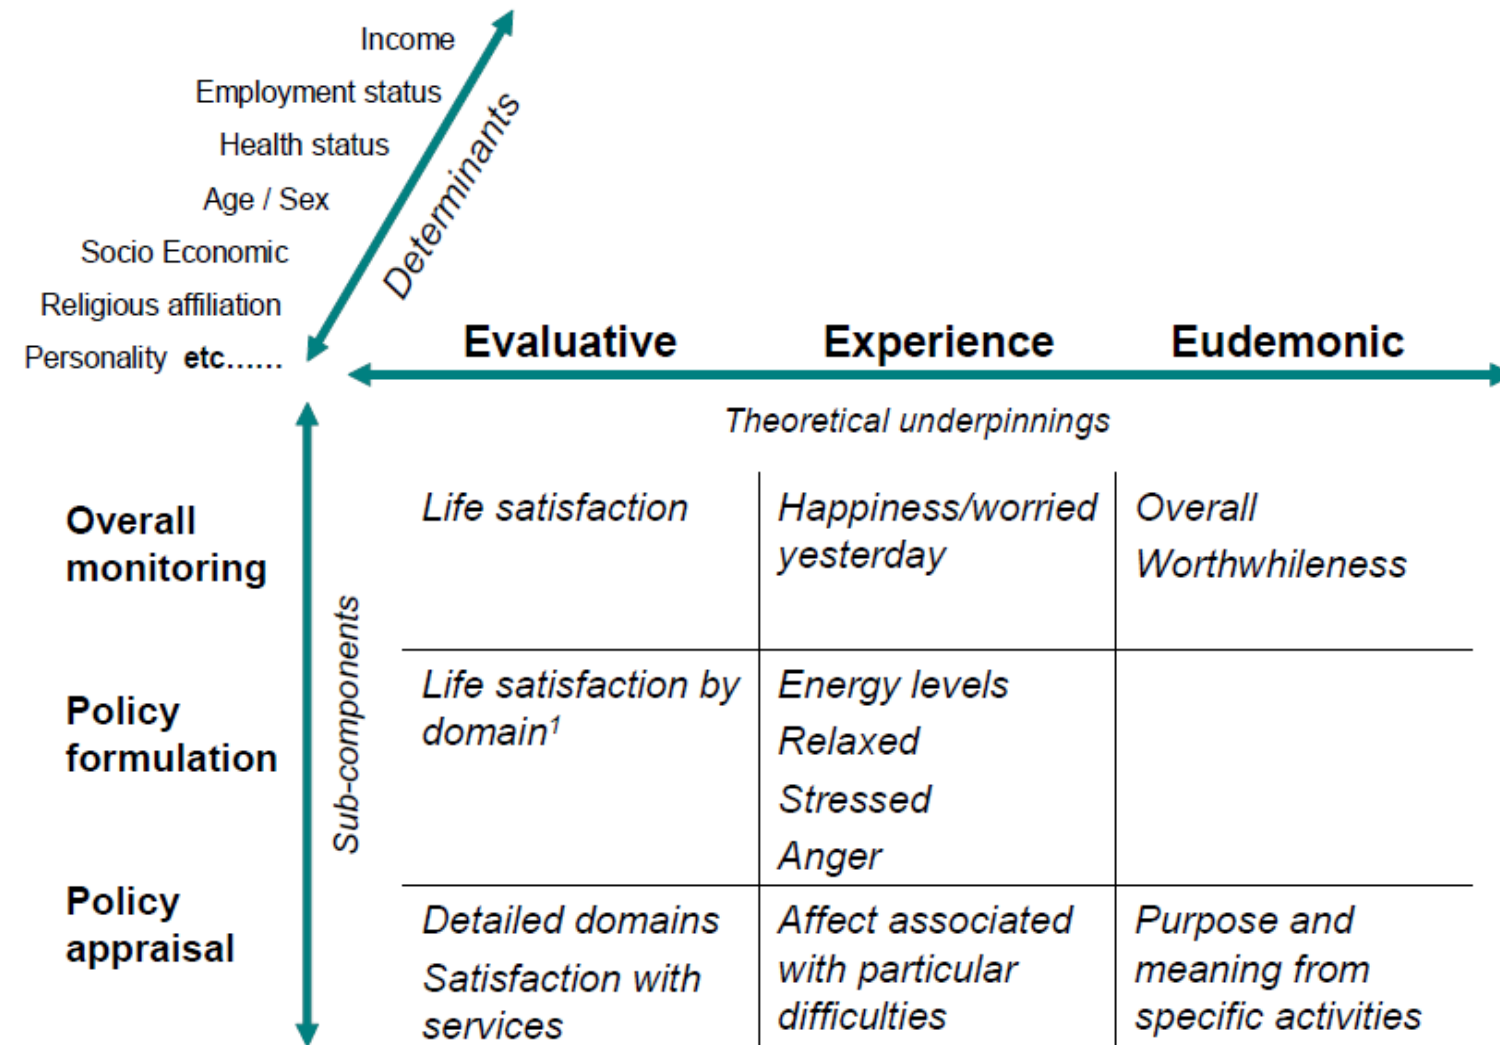 Income
Employment status
Health status
Age / Sex
Socio Economic
Religious affiliation
Personality etc......
Determinants
Evaluative Experience Eudemonic
Theoretical underpinnings
Sub-components
Overall
monitoring
Life satisfaction
Happiness/worried
yesterday
Overall
Worthwhileness
Policy
formulation
Life satisfaction by
domain¹
Energy levels
Relaxed
Stressed
Anger
Policy
appraisal
Detailed domains
Satisfaction with
services
Affect associated
with particular
difficulties
Purpose and
meaning from
specific activities